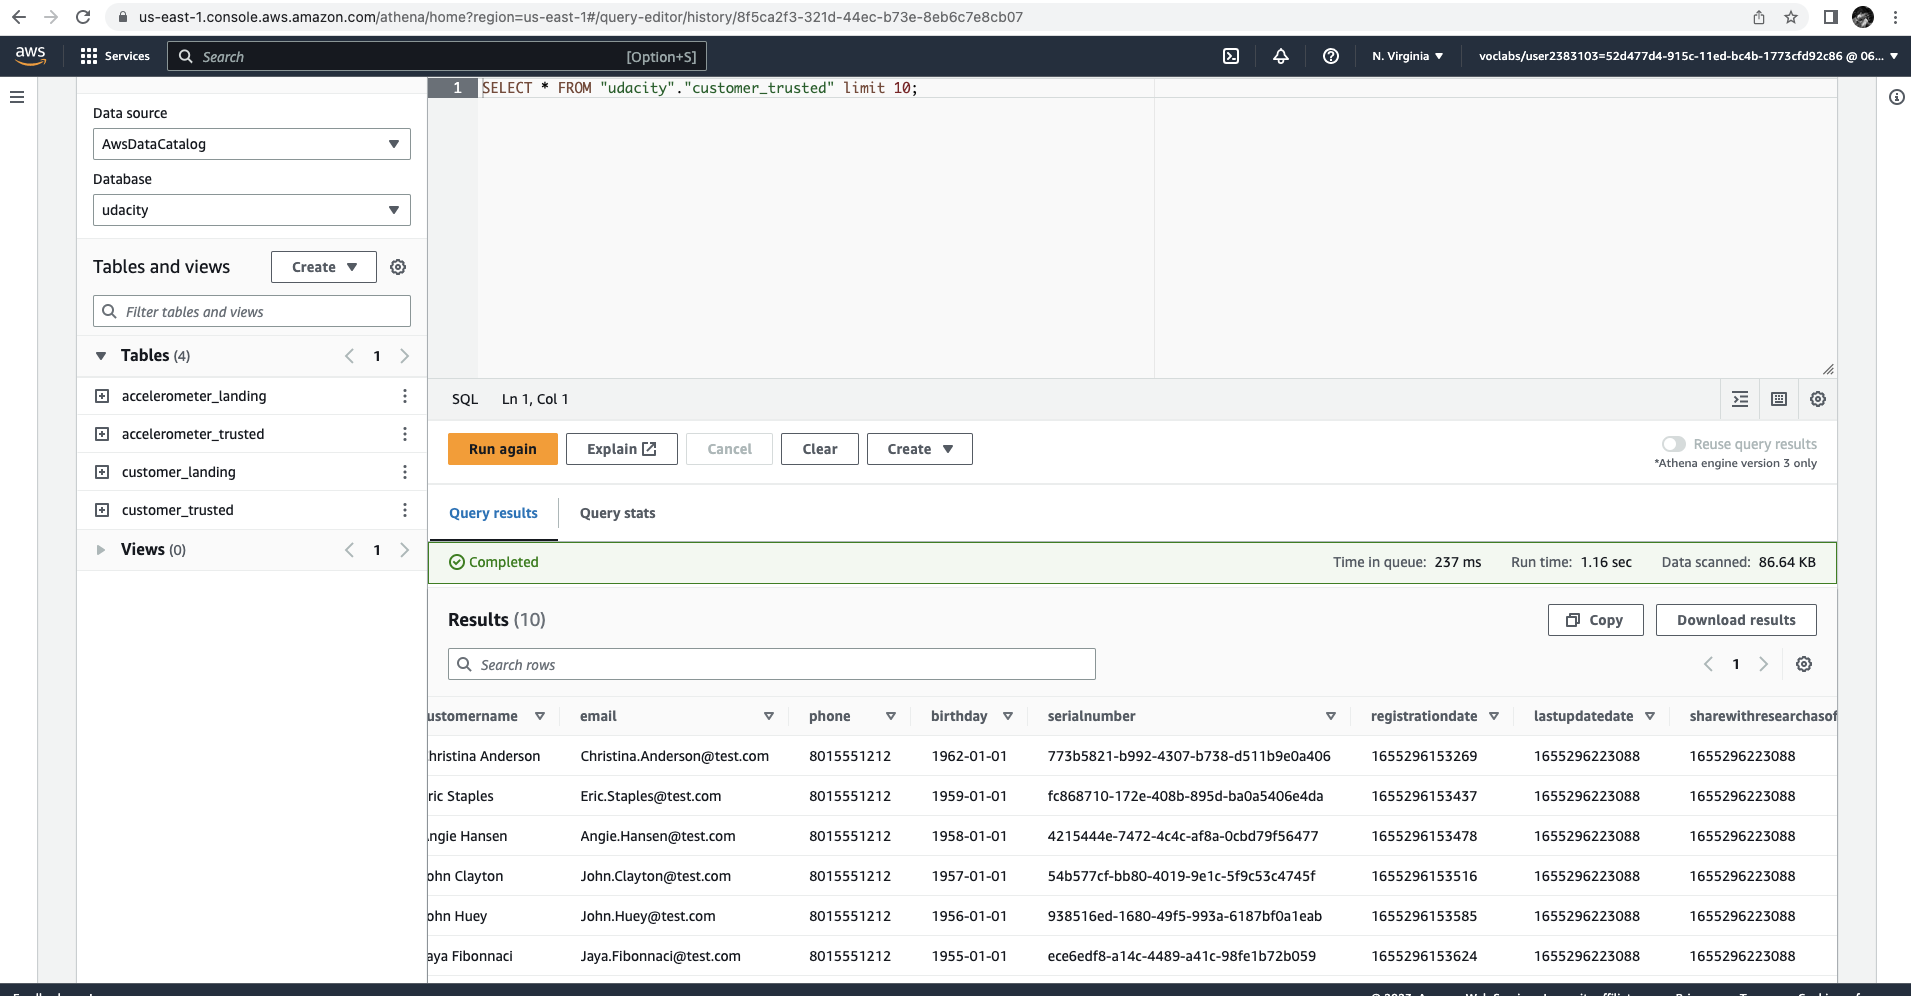 us-east-1.console.aws.amazon.com/athena/home?region=us-east-1#/query-editor/history/8f5ca2f3-321d-44ec-b73e-8eb6c7e8cb07
aws Services Search [Option+S] N. Virginia voclabs/user2383103=52d477d4-915c-11ed-bc4b-1773cfd92c86 @ 06...
Data source
AwsDataCatalog
Database
udacity
Tables and views Create
Filter tables and views
Tables (4) 1
accelerometer_landing
accelerometer_trusted
customer_landing
customer_trusted
Views (0) 1
1 SELECT * FROM "udacity"."customer_trusted" limit 10;
SQL Ln 1, Col 1
Run again Explain Cancel Clear Create Reuse query results
*Athena engine version 3 only
Query results Query stats
Completed Time in queue: 237 ms Run time: 1.16 sec Data scanned: 86.64 KB
Results (10) Copy Download results
Search rows 1
ustomername email phone birthday serialnumber registrationdate lastupdatedate sharewithresearchasof
hristina Anderson Christina.Anderson@test.com 8015551212 1962-01-01 773b5821-b992-4307-b738-d511b9e0a406 1655296153269 1655296223088 1655296223088
ric Staples Eric.Staples@test.com 8015551212 1959-01-01 fc868710-172e-408b-895d-ba0a5406e4da 1655296153437 1655296223088 1655296223088
ngie Hansen Angie.Hansen@test.com 8015551212 1958-01-01 4215444e-7472-4c4c-af8a-0cbd79f56477 1655296153478 1655296223088 1655296223088
ohn Clayton John.Clayton@test.com 8015551212 1957-01-01 54b577cf-bb80-4019-9e1c-5f9c53c4745f 1655296153516 1655296223088 1655296223088
ohn Huey John.Huey@test.com 8015551212 1956-01-01 938516ed-1680-49f5-993a-6187bf0a1eab 1655296153585 1655296223088 1655296223088
aya Fibonnaci Jaya.Fibonnaci@test.com 8015551212 1955-01-01 ece6edf8-a14c-4489-a41c-98fe1b72b059 1655296153624 1655296223088 1655296223088